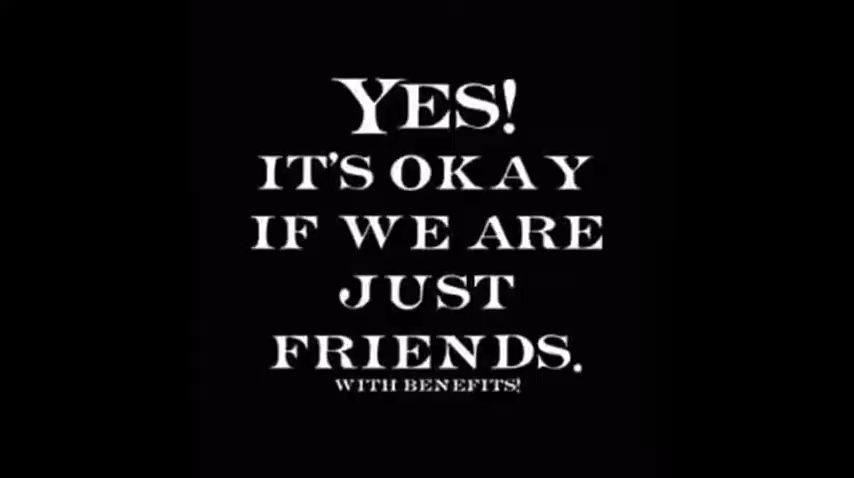 YES!
IT'S OKAY
IF WE ARE
JUST
FRIENDS.
WITH BENEFITS!